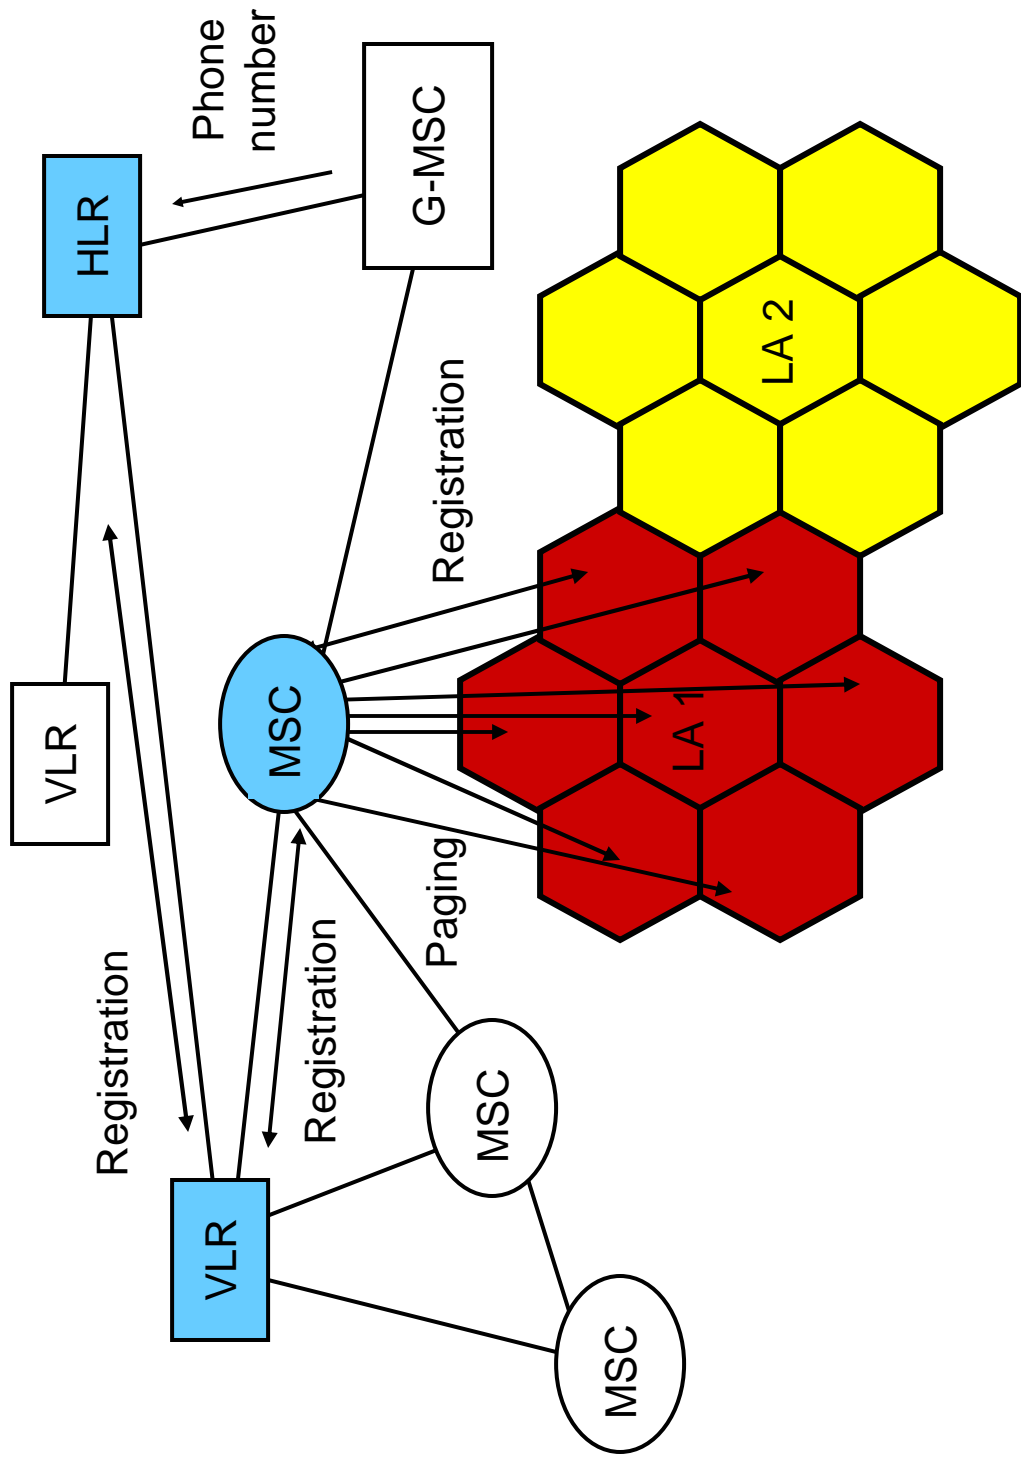 VLR
HLR
Phone
number
Registration
VLR
MSC
G-MSC
Registration
Registration
MSC
Paging
MSC
LA 1
LA 2